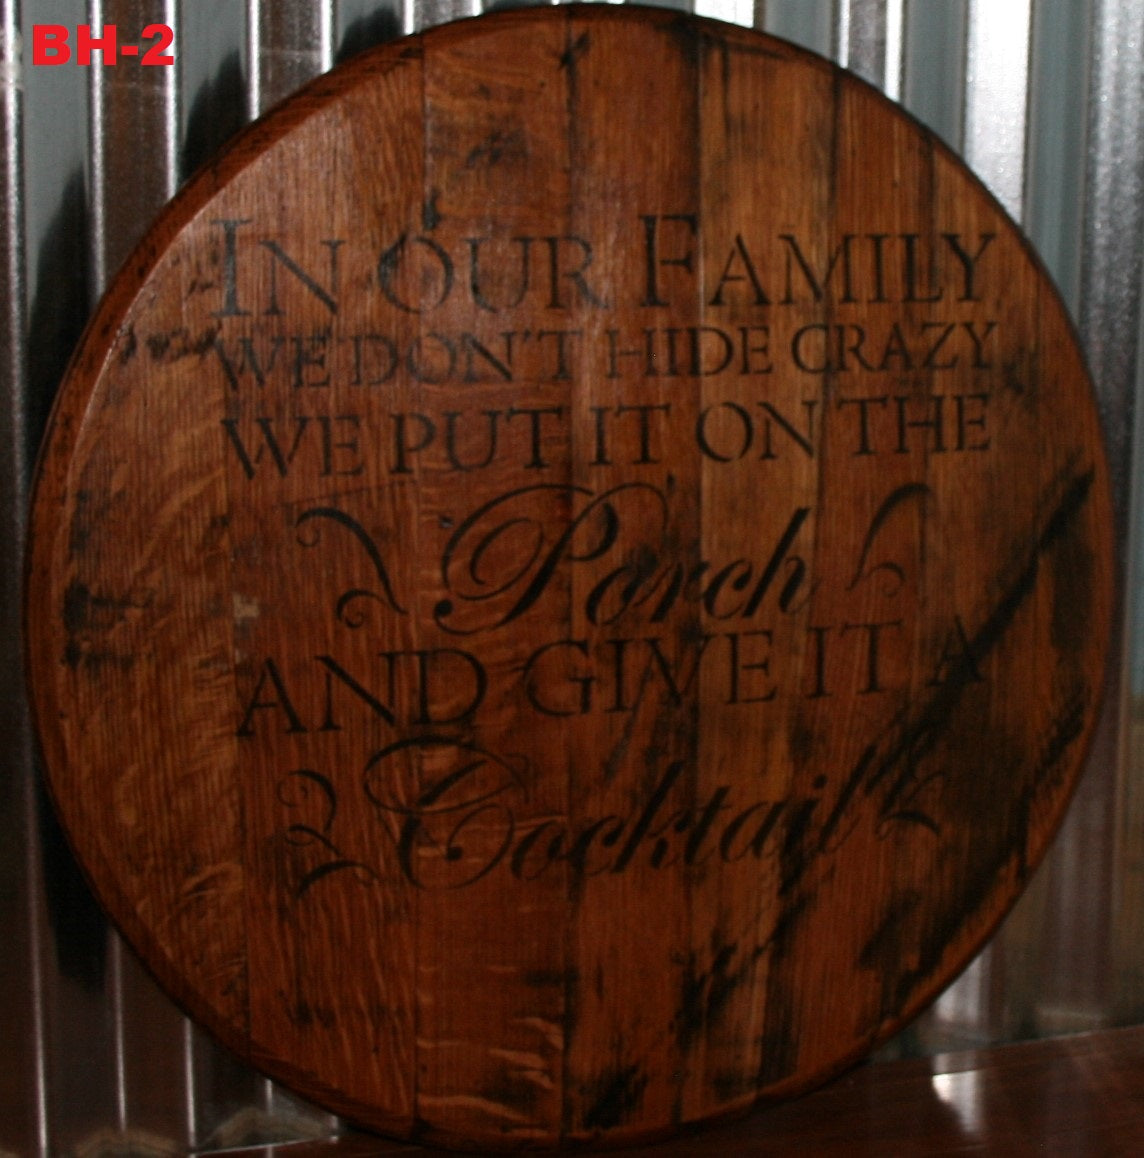 BH-2
In Our Family
WE DON'T HIDE CRAZY
WE PUT IT ON THE
Porch
AND GIVE IT A
Cocktail